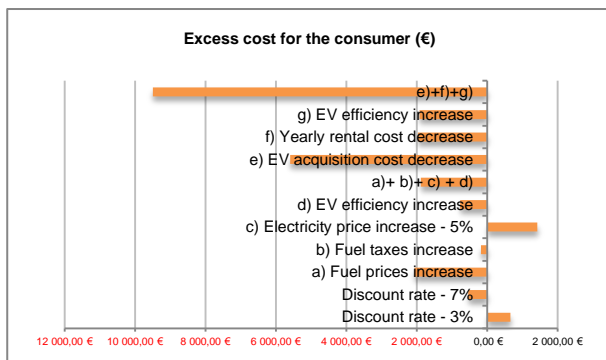 Excess cost for the consumer (€)
e)+f)+g)
g) EV efficiency increase
f) Yearly rental cost decrease
e) EV acquisition cost decrease
a)+ b)+ c) + d)
d) EV efficiency increase
c) Electricity price increase - 5%
b) Fuel taxes increase
a) Fuel prices increase
Discount rate - 7%
Discount rate - 3%
12 000,00 € 10 000,00 € 8 000,00 € 6 000,00 € 4 000,00 € 2 000,00 € 0,00 € 2 000,00 €